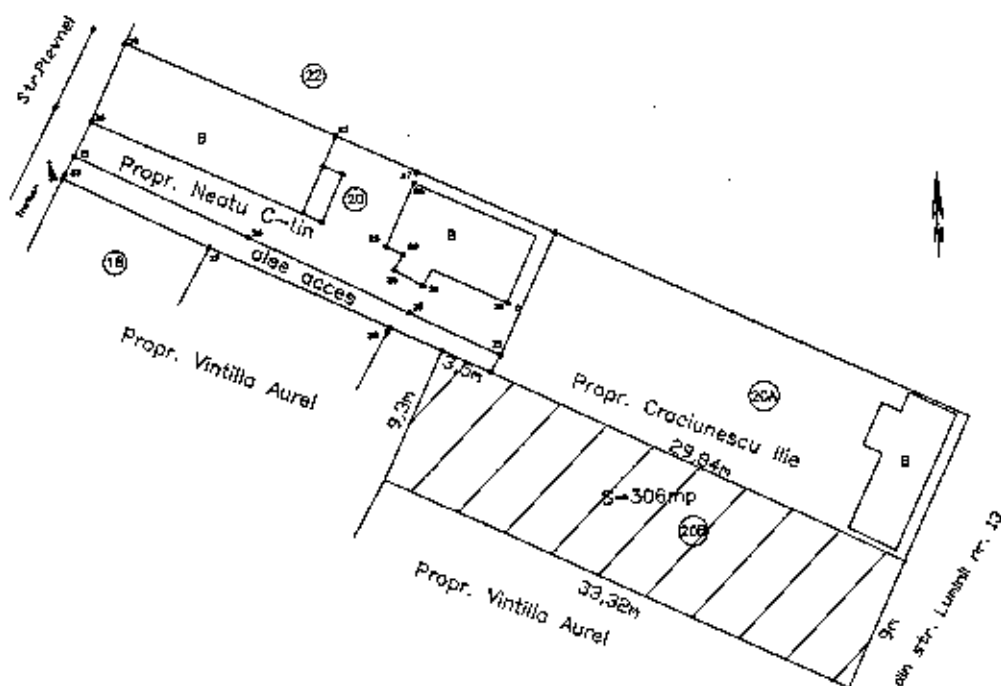 Str.Plevnei
22
B
Propr. Neatu C-tin
20
B
18
alee acces
Propr. Vintilla Aurel
3,5m
9,3m
Propr. Craciunescu Ilie
20A
B
29,84m
S-306mp
20B
33,32m
Propr. Vintilla Aurel
9m
din str. Luminii nr. 13
N